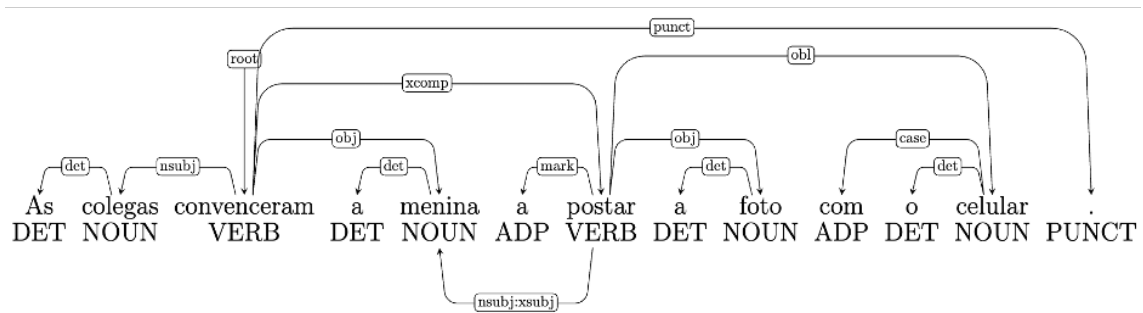 punct
root obl
xcomp
obj obj
det nsubj det mark det case det
As colegas convenceram a menina a postar a foto com o celular .
DET NOUN VERB DET NOUN ADP VERB DET NOUN ADP DET NOUN PUNCT
nsubj:xsubj